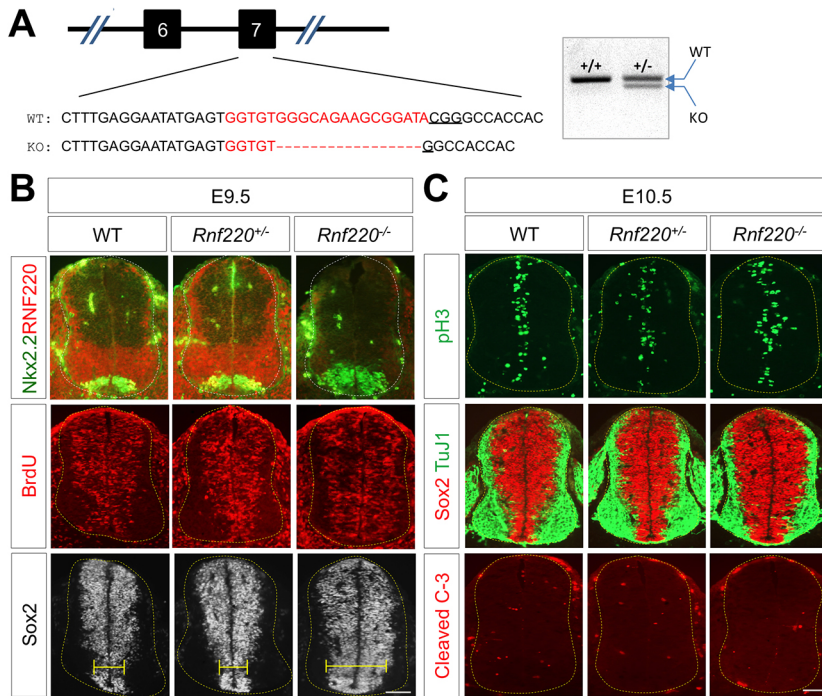 A
6
7
+/+
+/-
WT
KO
WT: CTTTGAGGAATATGAGTGGTGTGGGCAGAAGCGGATACGGGCCACCAC
KO: CTTTGAGGAATATGAGTGGTGT-----------------GGCCACCAC
B
E9.5
WT
Rnf220+/-
Rnf220-/-
Nkx2.2RNF220
BrdU
Sox2
C
E10.5
WT
Rnf220+/-
Rnf220-/-
pH3
Sox2 TuJ1
Cleaved C-3